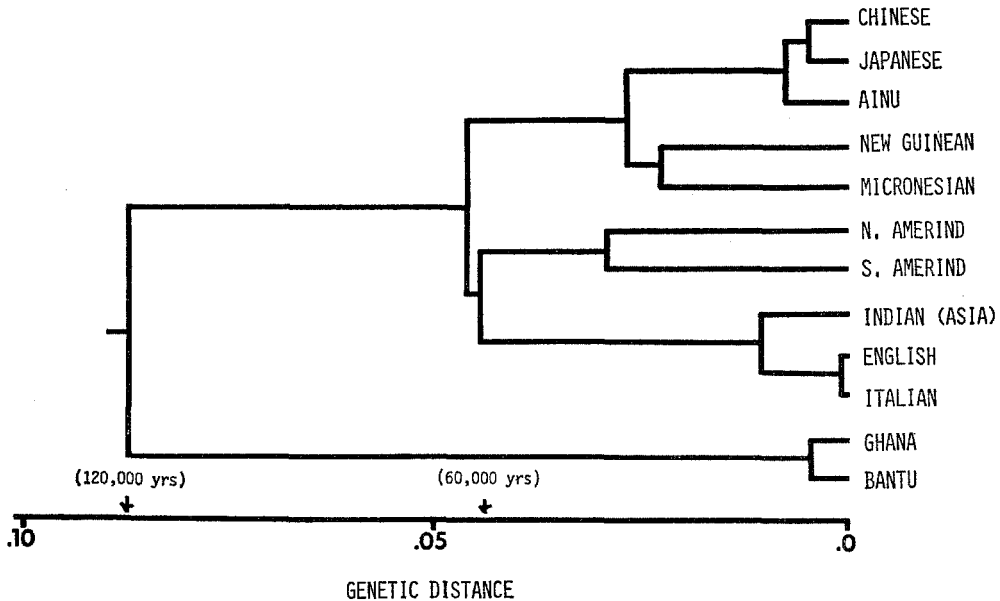 CHINESE
JAPANESE
AINU
NEW GUINEAN
MICRONESIAN
N. AMERIND
S. AMERIND
INDIAN (ASIA)
ENGLISH
ITALIAN
GHANA
BANTU
(120,000 yrs) (60,000 yrs)
.10 .05 .0
GENETIC DISTANCE